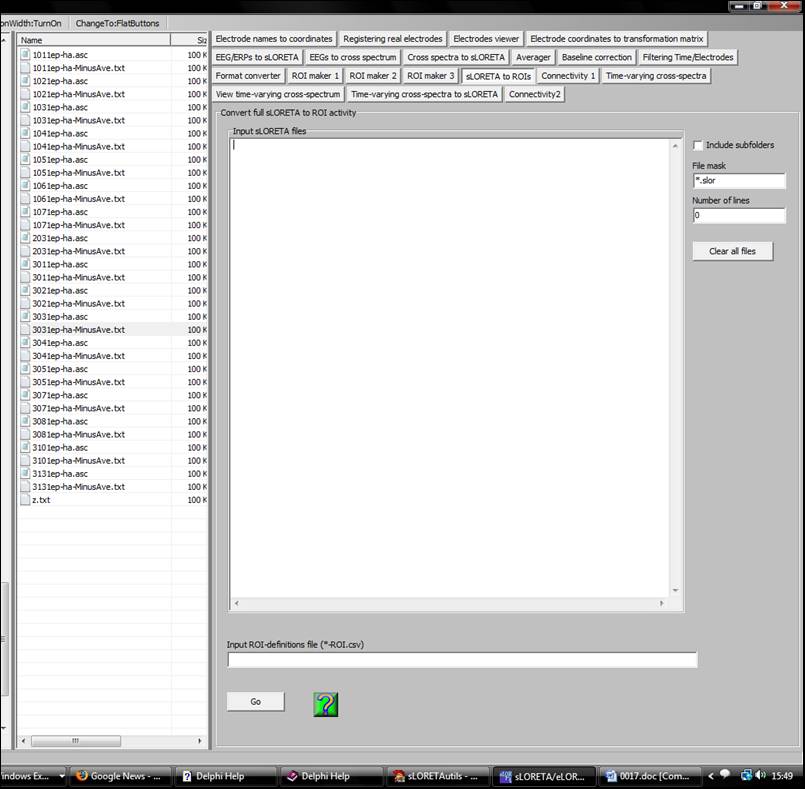 onWidth:TurnOn ChangeTo:FlatButtons
Name Siz
1011ep-ha.asc 100 K
1011ep-ha-MinusAve.txt 100 K
1021ep-ha.asc 100 K
1021ep-ha-MinusAve.txt 100 K
1031ep-ha.asc 100 K
1031ep-ha-MinusAve.txt 100 K
1041ep-ha.asc 100 K
1041ep-ha-MinusAve.txt 100 K
1051ep-ha.asc 100 K
1051ep-ha-MinusAve.txt 100 K
1061ep-ha.asc 100 K
1061ep-ha-MinusAve.txt 100 K
1071ep-ha.asc 100 K
1071ep-ha-MinusAve.txt 100 K
2031ep-ha.asc 100 K
2031ep-ha-MinusAve.txt 100 K
3011ep-ha.asc 100 K
3011ep-ha-MinusAve.txt 100 K
3021ep-ha.asc 100 K
3021ep-ha-MinusAve.txt 100 K
3031ep-ha.asc 100 K
3031ep-ha-MinusAve.txt 100 K
3041ep-ha.asc 100 K
3041ep-ha-MinusAve.txt 100 K
3051ep-ha.asc 100 K
3051ep-ha-MinusAve.txt 100 K
3071ep-ha.asc 100 K
3071ep-ha-MinusAve.txt 100 K
3081ep-ha.asc 100 K
3081ep-ha-MinusAve.txt 100 K
3101ep-ha.asc 100 K
3101ep-ha-MinusAve.txt 100 K
3131ep-ha.asc 100 K
3131ep-ha-MinusAve.txt 100 K
z.txt 100 K
Electrode names to coordinates Registering real electrodes Electrodes viewer Electrode coordinates to transformation matrix
EEG/ERPs to sLORETA EEGs to cross spectrum Cross spectra to sLORETA Averager Baseline correction Filtering Time/Electrodes
Format converter ROI maker 1 ROI maker 2 ROI maker 3 sLORETA to ROIs Connectivity 1 Time-varying cross-spectra
View time-varying cross-spectrum Time-varying cross-spectra to sLORETA Connectivity2
Convert full sLORETA to ROI activity
Input sLORETA files
Include subfolders
File mask
*.slor
Number of lines
0
Clear all files
Input ROI-definitions file (*-ROI.csv)
Go
?
indows Ex... Google News - ... Delphi Help Delphi Help sLORETAutils - ... sLORETA/eLOR... 0017.doc [Com... 15:49